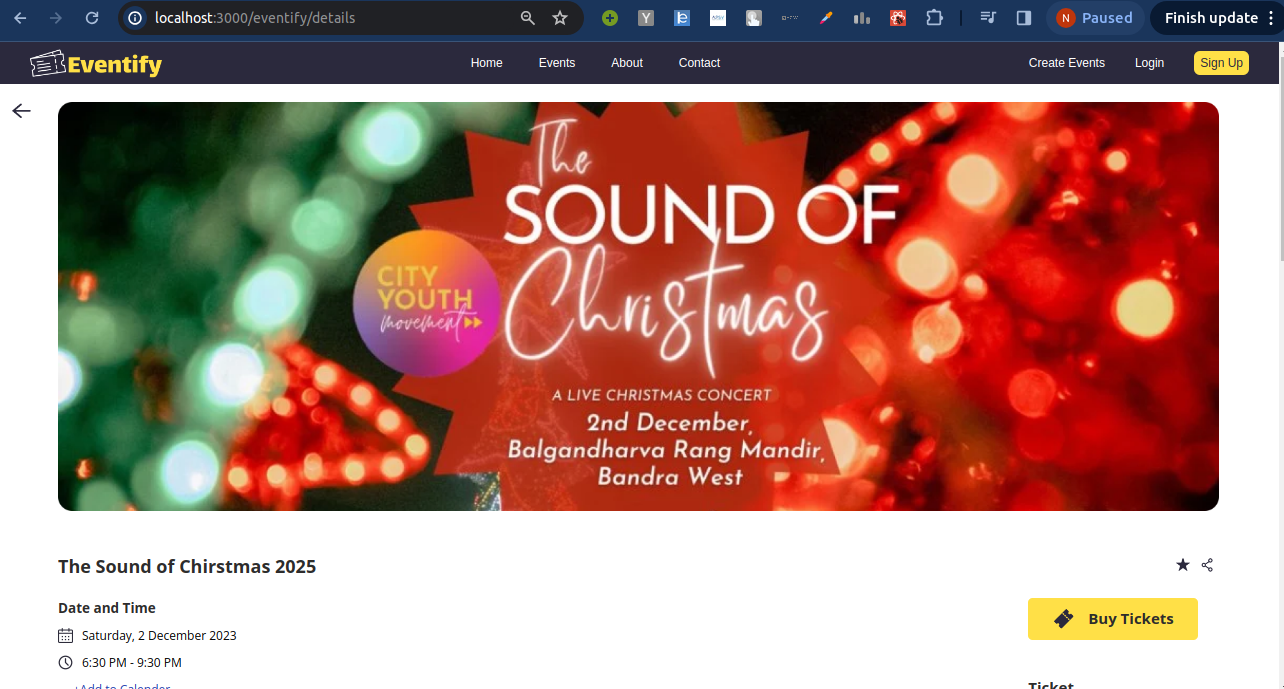 localhost:3000/eventify/details
N Paused
Finish update
Eventify
Home
Events
About
Contact
Create Events
Login
Sign Up
The
SOUND OF
Christmas
CITY
YOUTH
movement
A LIVE CHRISTMAS CONCERT
2nd December,
Balgandharva Rang Mandir,
Bandra West
The Sound of Chirstmas 2025
Date and Time
Saturday, 2 December 2023
6:30 PM - 9:30 PM
+Add to Calender
Buy Tickets
Ticket